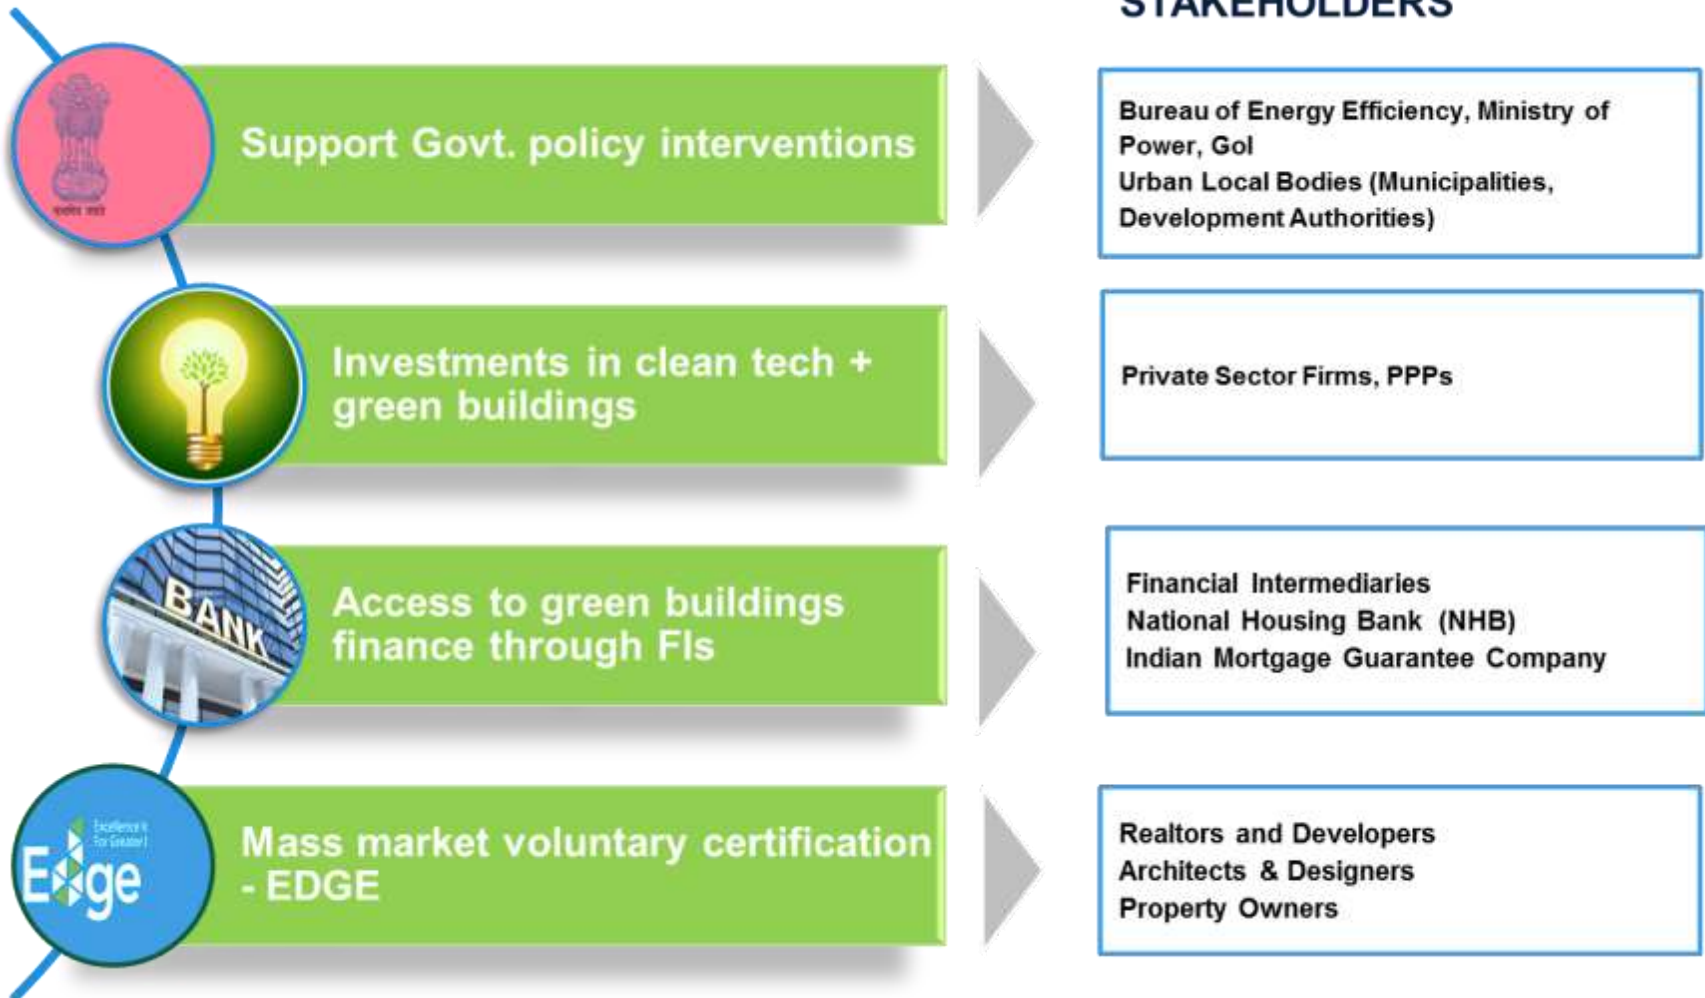 STAKEHOLDERS
Support Govt. policy interventions
Bureau of Energy Efficiency, Ministry of
Power, GoI
Urban Local Bodies (Municipalities,
Development Authorities)
Investments in clean tech +
green buildings
Private Sector Firms, PPPs
BANK
Access to green buildings
finance through FIs
Financial Intermediaries
National Housing Bank (NHB)
Indian Mortgage Guarantee Company
Excellence
For Greater
Edge
Mass market voluntary certification
- EDGE
Realtors and Developers
Architects & Designers
Property Owners